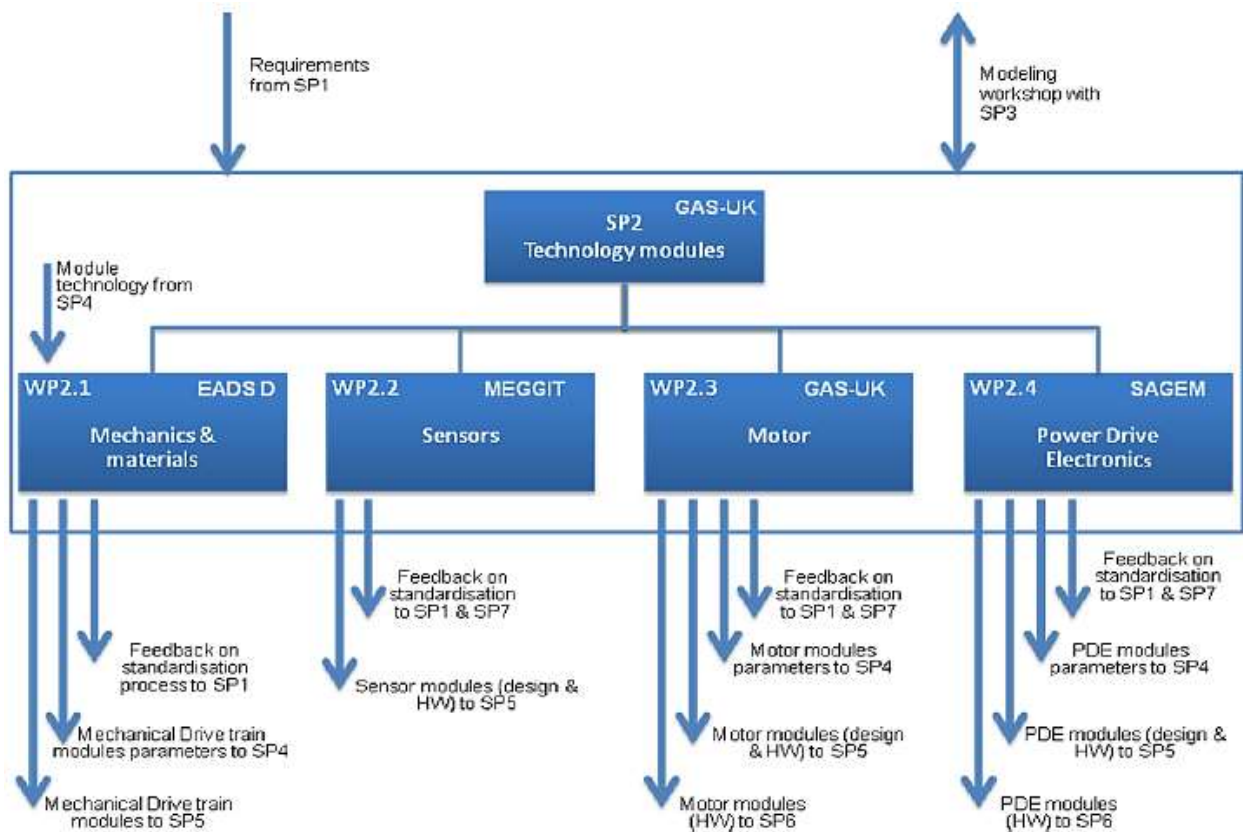 Requirements
from SP1
Modeling
workshop with
SP3
GAS-UK
SP2
Technology modules
Module
technology from
SP4
WP2.1
EADS D
Mechanics &
materials
WP2.2
MEGGIT
Sensors
WP2.3
GAS-UK
Motor
WP2.4
SAGEM
Power Drive
Electronics
Feedback on
standardisation
process to SP1
Mechanical Drive train
modules parameters to SP4
Mechanical Drive train
modules to SP5
Feedback on
standardisation
to SP1 & SP7
Sensor modules (design &
HW) to SP5
Feedback on
standardisation
to SP1 & SP7
Motor modules
parameters to SP4
Motor modules (design
& HW) to SP5
Motor modules
(HW) to SP6
Feedback on
standardisation
to SP1 & SP7
PDE modules
parameters to SP4
PDE modules (design &
HW) to SP5
PDE modules
(HW) to SP6